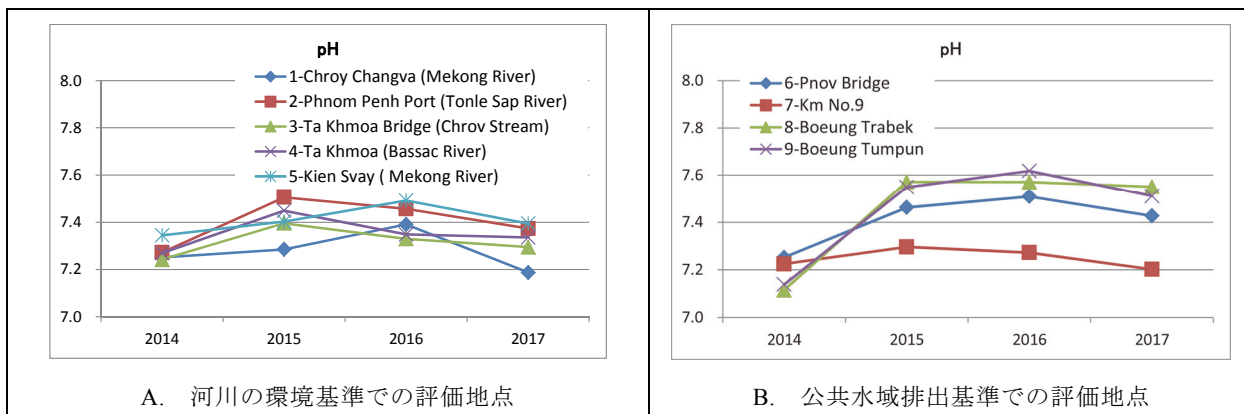 pH
8.0
7.8
7.6
7.4
7.2
7.0
1-Chroy Changva (Mekong River)
2-Phnom Penh Port (Tonle Sap River)
3-Ta Khmoa Bridge (Chrov Stream)
4-Ta Khmoa (Bassac River)
5-Kien Svay ( Mekong River)
2014 2015 2016 2017
A. 河川の環境基準での評価地点
pH
8.0
7.8
7.6
7.4
7.2
7.0
6-Pnov Bridge
7-Km No.9
8-Boeung Trabek
9-Boeung Tumpun
2014 2015 2016 2017
B. 公共水域排出基準での評価地点